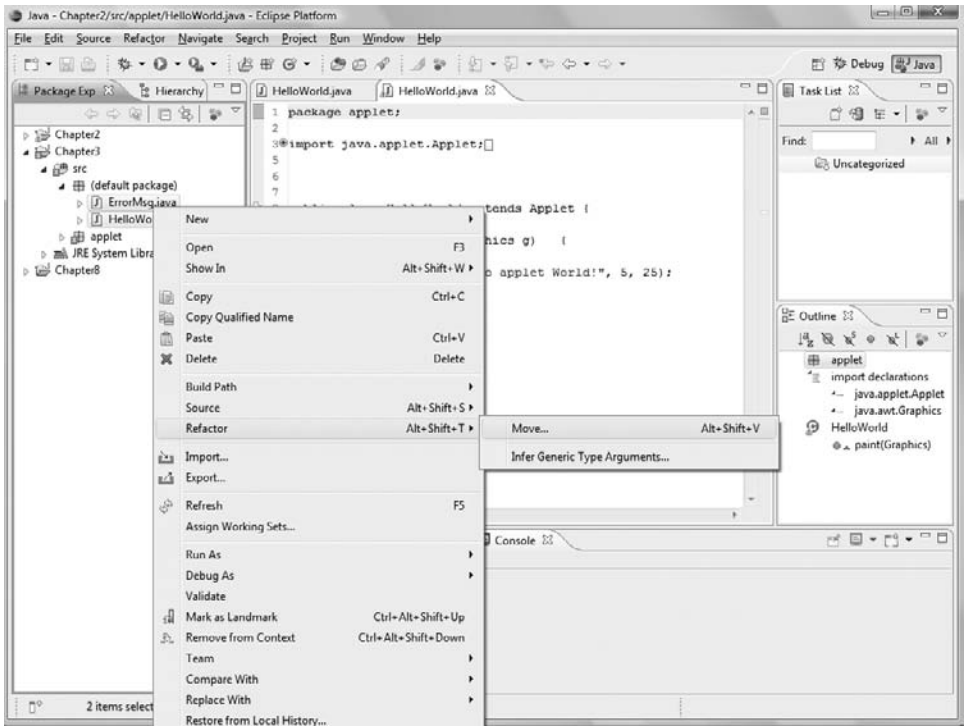 Java - Chapter2/src/applet/HelloWorld.java - Eclipse Platform
File Edit Source Refactor Navigate Search Project Run Window Help
Debug Java
Package Exp Hierarchy
HelloWorld.java HelloWorld.java
Task List
Chapter2
Chapter3
src
(default package)
ErrorMsg.java
HelloWo
applet
JRE System Libra
Chapter8
1 package applet;
2
3 import java.applet.Applet;
5
6
7
tends Applet {
hics g) {
o applet World!", 5, 25);
Find: All
Uncategorized
New
Open F3
Show In Alt+Shift+W
Copy Ctrl+C
Copy Qualified Name
Paste Ctrl+V
Delete Delete
Build Path
Source Alt+Shift+S
Refactor Alt+Shift+T
Import...
Export...
Refresh F5
Assign Working Sets...
Run As
Debug As
Validate
Mark as Landmark Ctrl+Alt+Shift+Up
Remove from Context Ctrl+Alt+Shift+Down
Team
Compare With
Replace With
Restore from Local History...
Move... Alt+Shift+V
Infer Generic Type Arguments...
Outline
applet
import declarations
java.applet.Applet
java.awt.Graphics
HelloWorld
paint(Graphics)
Console
2 items select